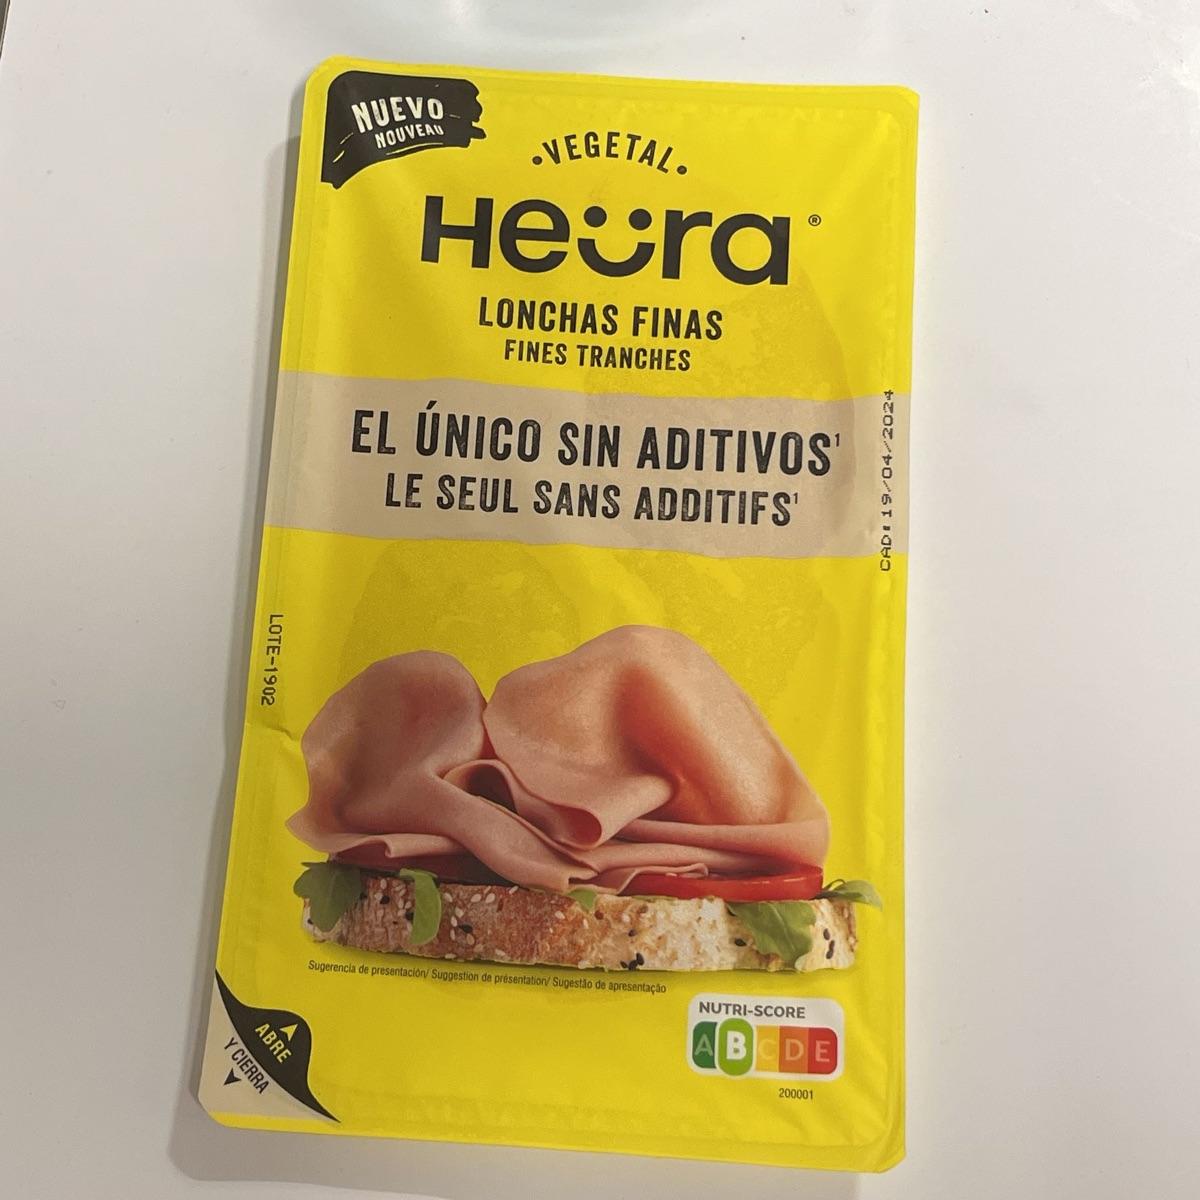 NUEVO
NOUVEAU
•VEGETAL•
Heüra®
LONCHAS FINAS
FINES TRANCHES
EL ÚNICO SIN ADITIVOS¹
LE SEUL SANS ADDITIFS¹
CAD: 19/04/2024
LOTE-1902
Sugerencia de presentación/ Suggestion de présentation/ Sugestão de apresentação
ABRE
Y CIERRA
NUTRI-SCORE
A B C D E
200001